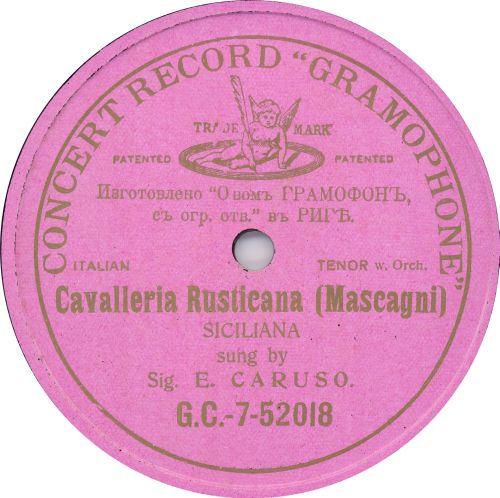 CONCERT RECORD "GRAMOPHONE"
TRADE MARK
PATENTED PATENTED
Изготовлено "О вомъ ГРАМОФОНЪ,
съ огр. отв." въ РИГѢ.
ITALIAN TENOR w. Orch.
Cavalleria Rusticana (Mascagni)
SICILIANA
sung by
Sig. E. CARUSO.
G.C.-7-52018